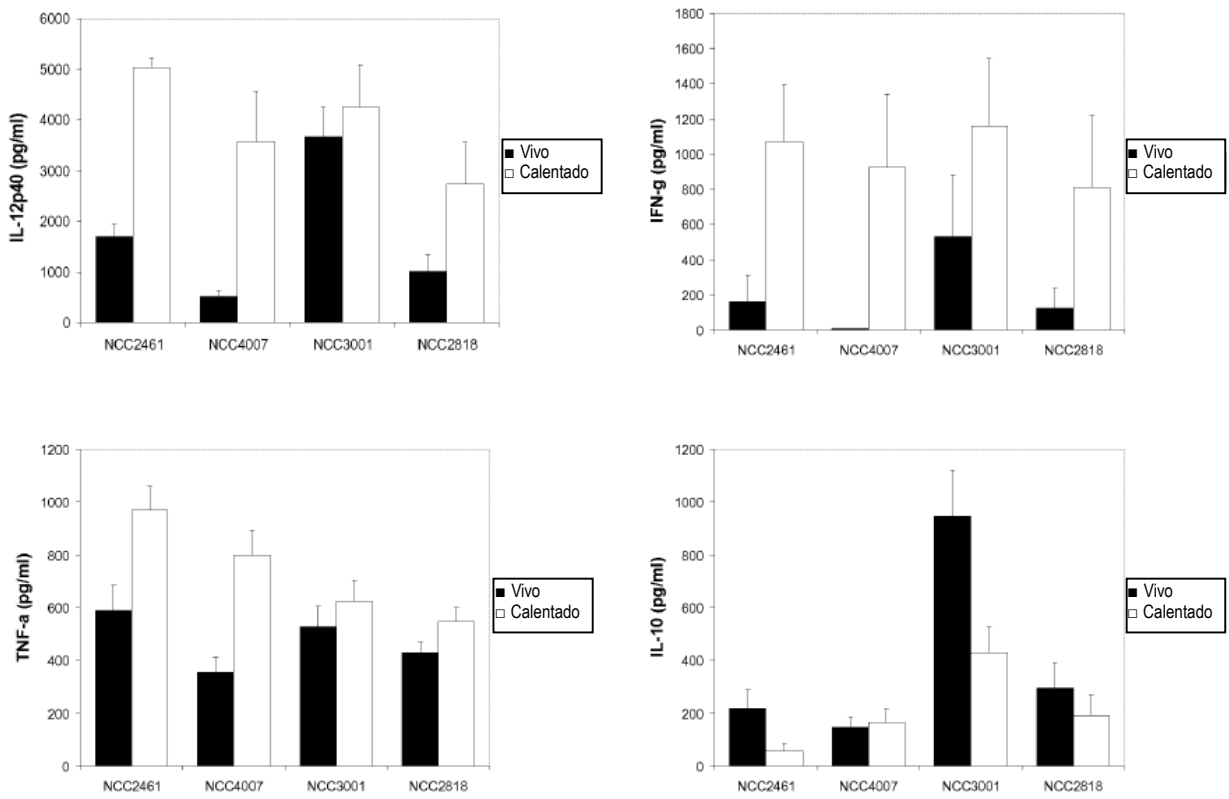 6000
5000
4000
3000
2000
1000
0
IL-12p40 (pg/ml)
NCC2461 NCC4007 NCC3001 NCC2818
Vivo
Calentado
1800
1600
1400
1200
1000
800
600
400
200
0
IFN-g (pg/ml)
NCC2461 NCC4007 NCC3001 NCC2818
Vivo
Calentado
1200
1000
800
600
400
200
0
TNF-a (pg/ml)
NCC2461 NCC4007 NCC3001 NCC2818
Vivo
Calentado
1200
1000
800
600
400
200
0
IL-10 (pg/ml)
NCC2461 NCC4007 NCC3001 NCC2818
Vivo
Calentado